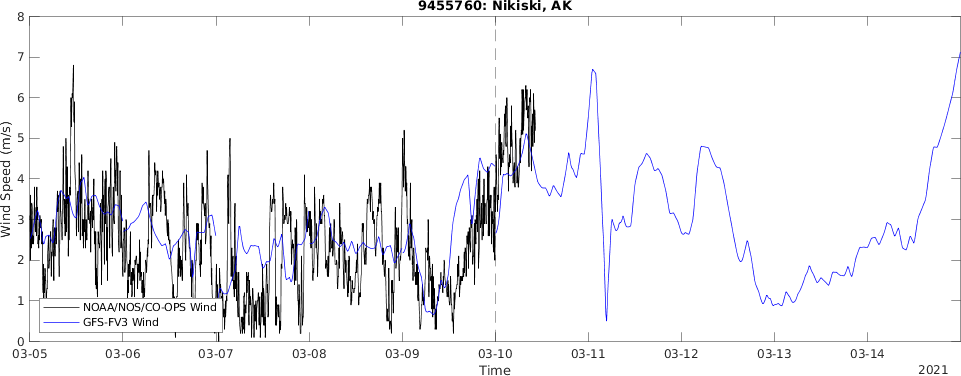 9455760: Nikiski, AK
8
7
6
5
4
3
2
1
0
Wind Speed (m/s)
NOAA/NOS/CO-OPS Wind
GFS-FV3 Wind
03-05 03-06 03-07 03-08 03-09 03-10 03-11 03-12 03-13 03-14
Time
2021